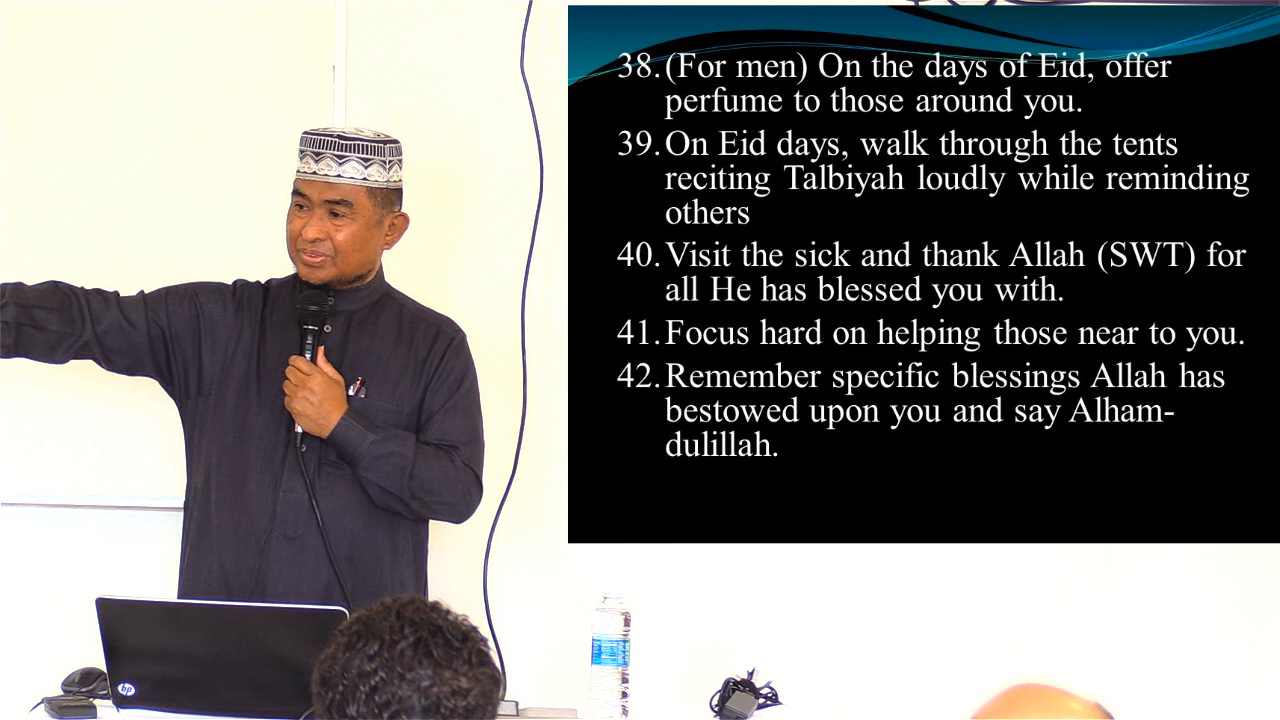 38. (For men) On the days of Eid, offer
perfume to those around you.
39. On Eid days, walk through the tents
reciting Talbiyah loudly while reminding
others
40. Visit the sick and thank Allah (SWT) for
all He has blessed you with.
41. Focus hard on helping those near to you.
42. Remember specific blessings Allah has
bestowed upon you and say Alham-
dulillah.
hp